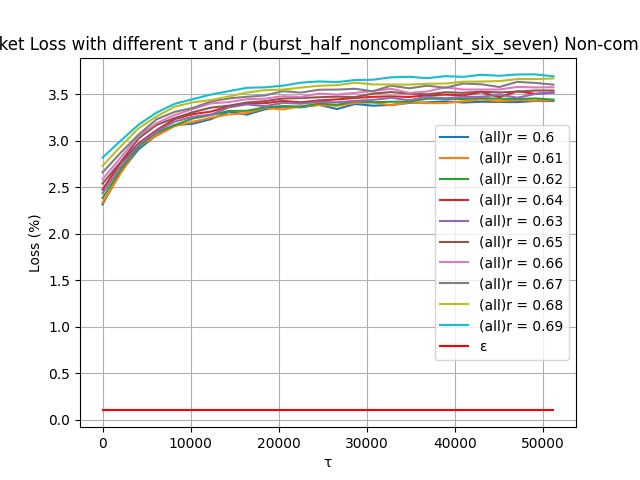 ket Loss with different τ and r (burst_half_noncompliant_six_seven) Non-com
Loss (%)
3.5
3.0
2.5
2.0
1.5
1.0
0.5
0.0
0 10000 20000 30000 40000 50000
τ
(all)r = 0.6
(all)r = 0.61
(all)r = 0.62
(all)r = 0.64
(all)r = 0.63
(all)r = 0.65
(all)r = 0.66
(all)r = 0.67
(all)r = 0.68
(all)r = 0.69
ε